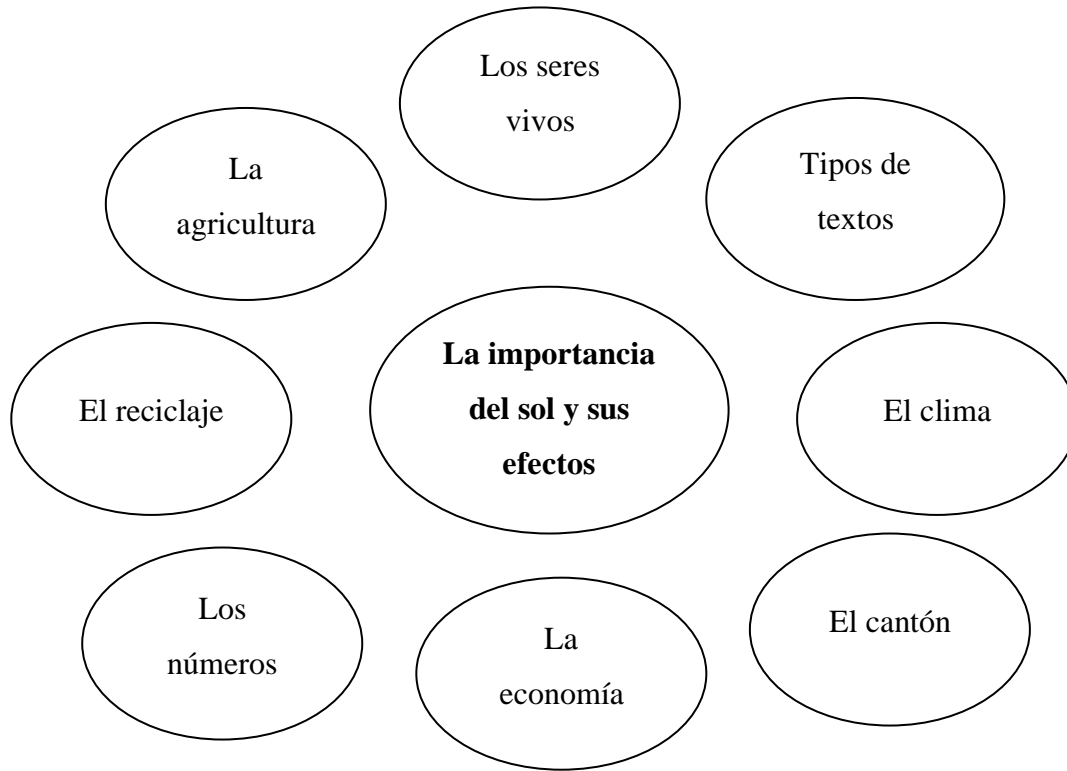 Los seres
vivos
La
agricultura
Tipos de
textos
La importancia
del sol y sus
efectos
El reciclaje
El clima
Los
números
La
economía
El cantón